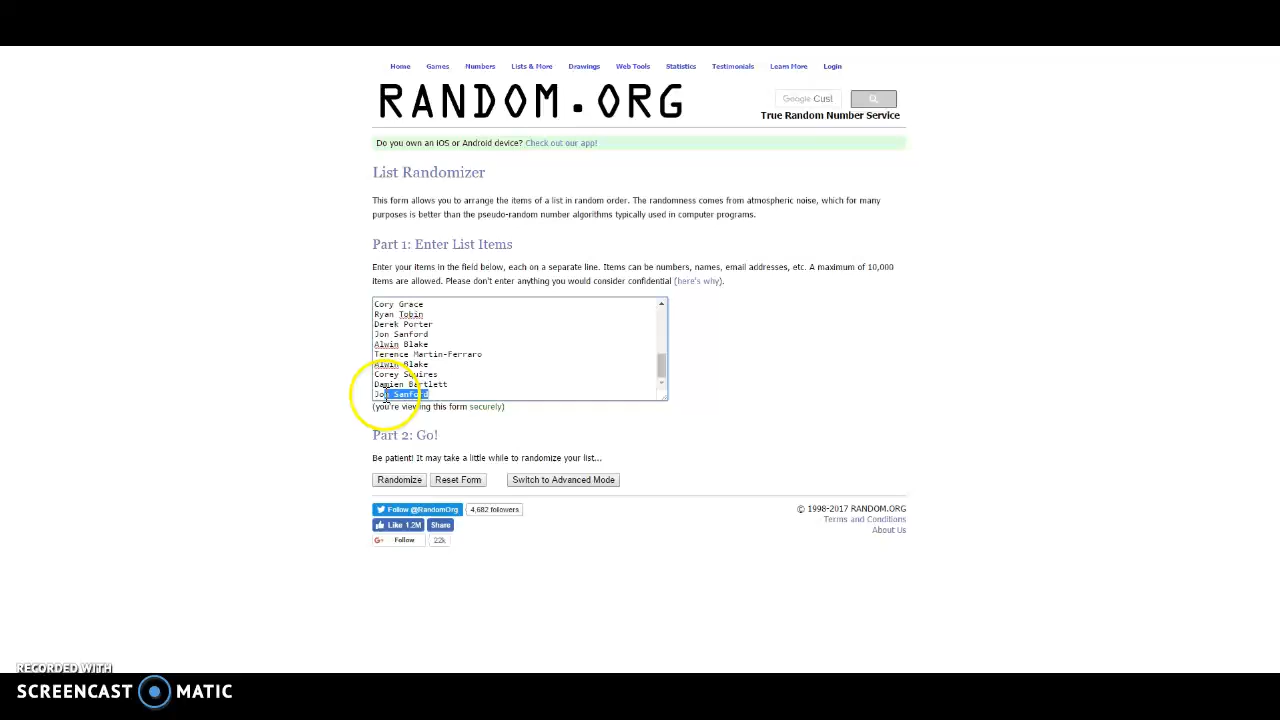 Home Games Numbers Lists & More Drawings Web Tools Statistics Testimonials Learn More Login
RANDOM.ORG
Google Cust
True Random Number Service
Do you own an iOS or Android device? Check out our app!
List Randomizer
This form allows you to arrange the items of a list in random order. The randomness comes from atmospheric noise, which for many
purposes is better than the pseudo-random number algorithms typically used in computer programs.
Part 1: Enter List Items
Enter your items in the field below, each on a separate line. Items can be numbers, names, email addresses, etc. A maximum of 10,000
items are allowed. Please don't enter anything you would consider confidential (here's why).
Cory Grace
Ryan Tobin
Derek Porter
Jon Sanford
Alwin Blake
Terence Martin-Ferraro
Alwin Blake
Corey Squires
Damien Bartlett
Jon Sanford
(you're viewing this form securely)
Part 2: Go!
Be patient! It may take a little while to randomize your list...
Randomize Reset Form Switch to Advanced Mode
Follow @RandomOrg 4,682 followers
Like 1.2M Share
G+ Follow 22k
© 1998-2017 RANDOM.ORG
Terms and Conditions
About Us
RECORDED WITH
SCREENCAST MATIC